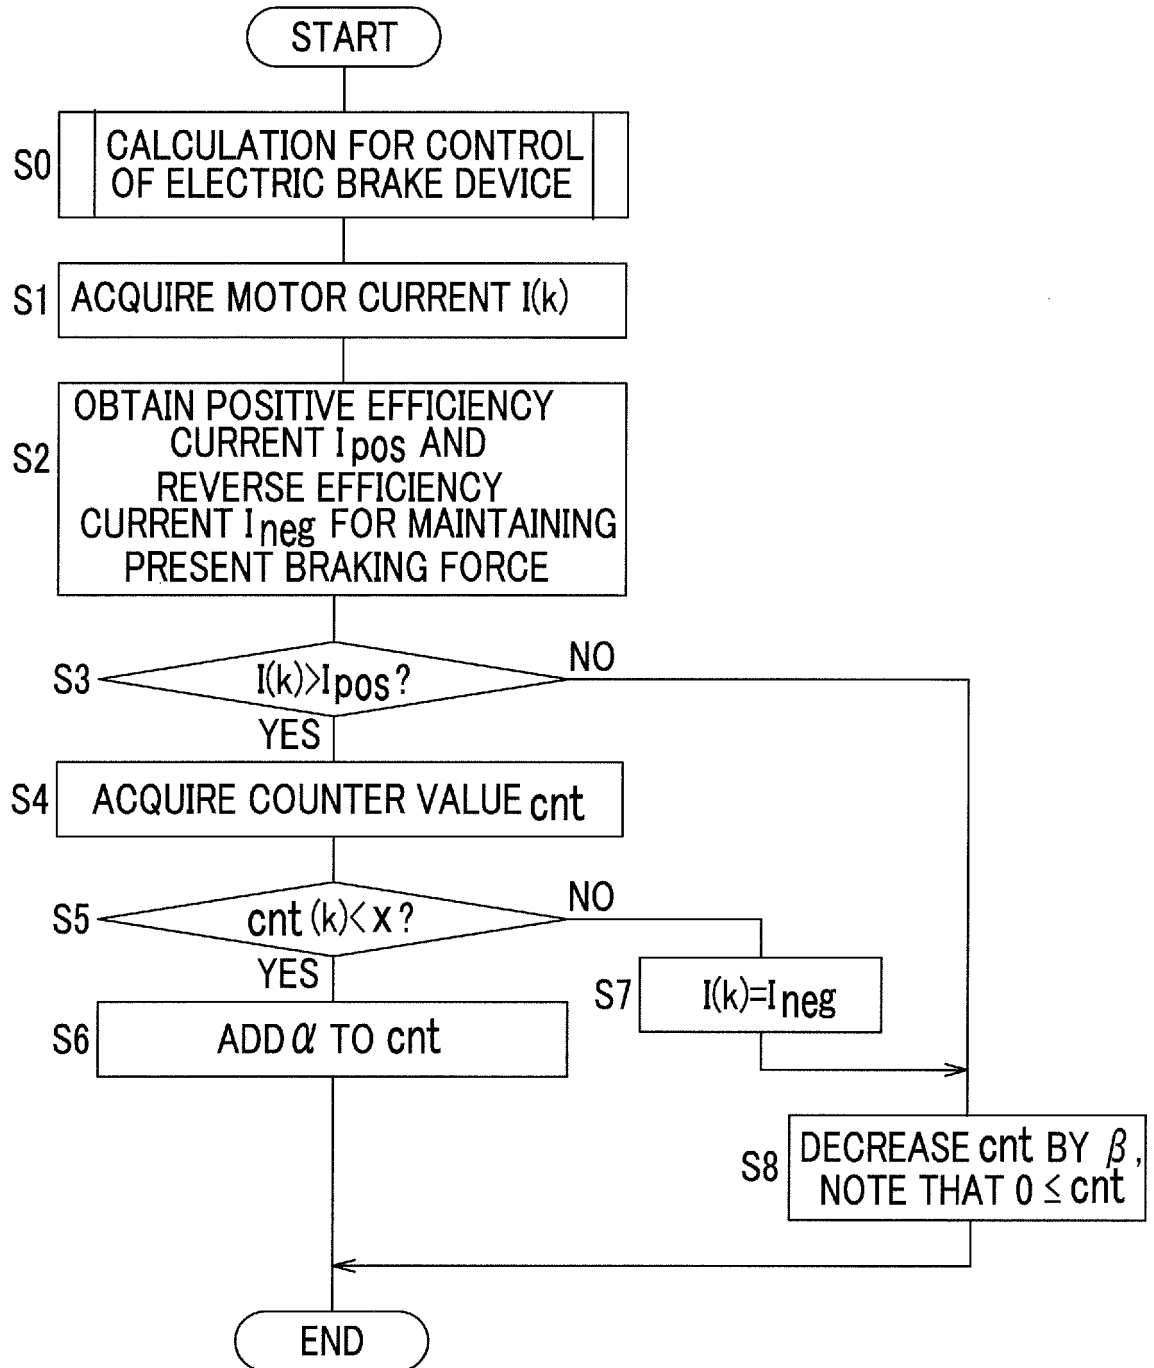 START
S0
CALCULATION FOR CONTROL
OF ELECTRIC BRAKE DEVICE
S1
ACQUIRE MOTOR CURRENT I(k)
S2
OBTAIN POSITIVE EFFICIENCY
CURRENT Ipos AND
REVERSE EFFICIENCY
CURRENT Ineg FOR MAINTAINING
PRESENT BRAKING FORCE
S3
I(k)>Ipos?
NO
YES
S4
ACQUIRE COUNTER VALUE cnt
S5
cnt(k)<x?
NO
YES
S6
ADD α TO cnt
S7
I(k)=Ineg
S8
DECREASE cnt BY β,
NOTE THAT 0 ≤ cnt
END